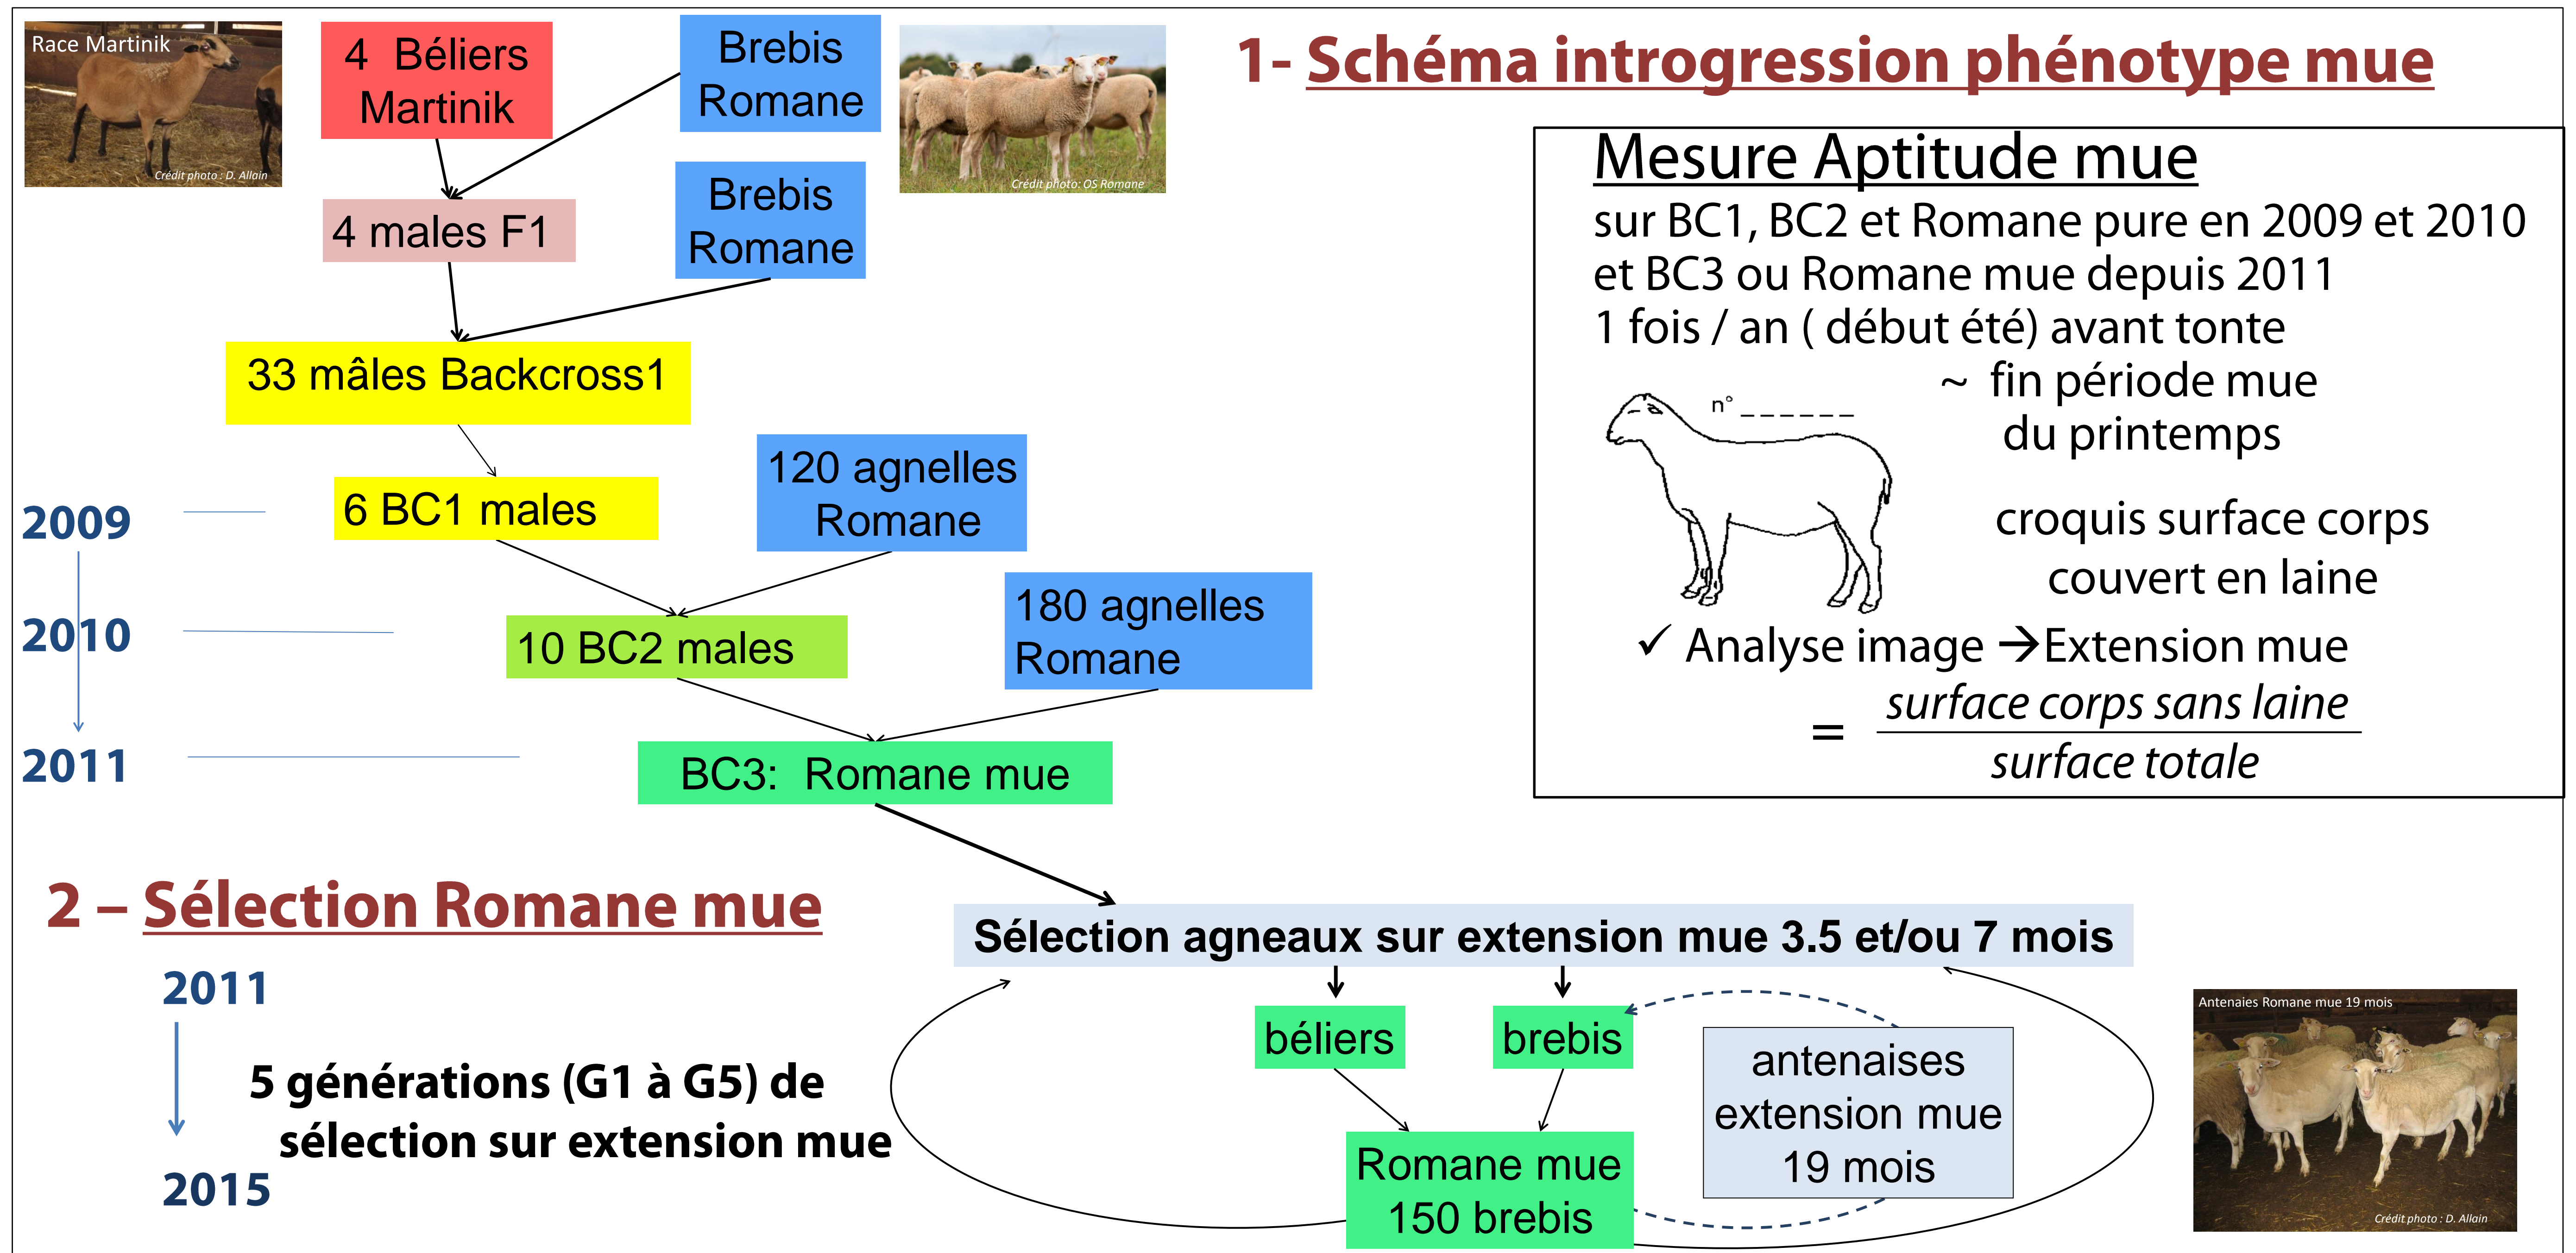 Race Martinik
Crédit photo : D. Allain
4 Béliers
Martinik
Brebis
Romane
Crédit photo: OS Romane
1- Schéma introgression phénotype mue
4 males F1
Brebis
Romane
33 mâles Backcross1
6 BC1 males
120 agnelles
Romane
10 BC2 males
180 agnelles
Romane
BC3: Romane mue
2009
2010
2011
Mesure Aptitude mue
sur BC1, BC2 et Romane pure en 2009 et 2010
et BC3 ou Romane mue depuis 2011
1 fois / an ( début été) avant tonte
~ fin période mue
du printemps
n° _ _ _ _ _ _
croquis surface corps
couvert en laine
✓ Analyse image →Extension mue
= surface corps sans laine
surface totale
2 – Sélection Romane mue
2011
5 générations (G1 à G5) de
sélection sur extension mue
2015
Sélection agneaux sur extension mue 3.5 et/ou 7 mois
béliers
brebis
antenaises
extension mue
19 mois
Romane mue
150 brebis
Antenaies Romane mue 19 mois
Crédit photo : D. Allain